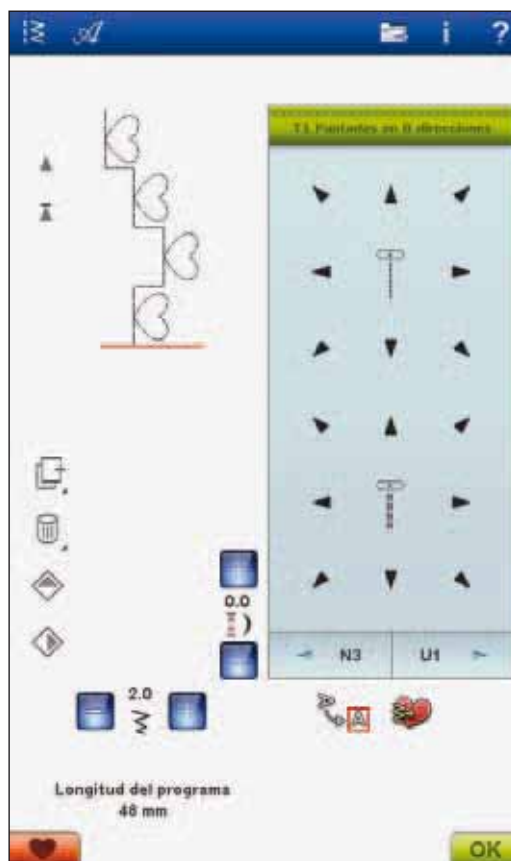 A
i
?
T1 Puntadas en 8 direcciones
0.0
N3
U1
2.0
A
A
Longitud del programa
48 mm
OK